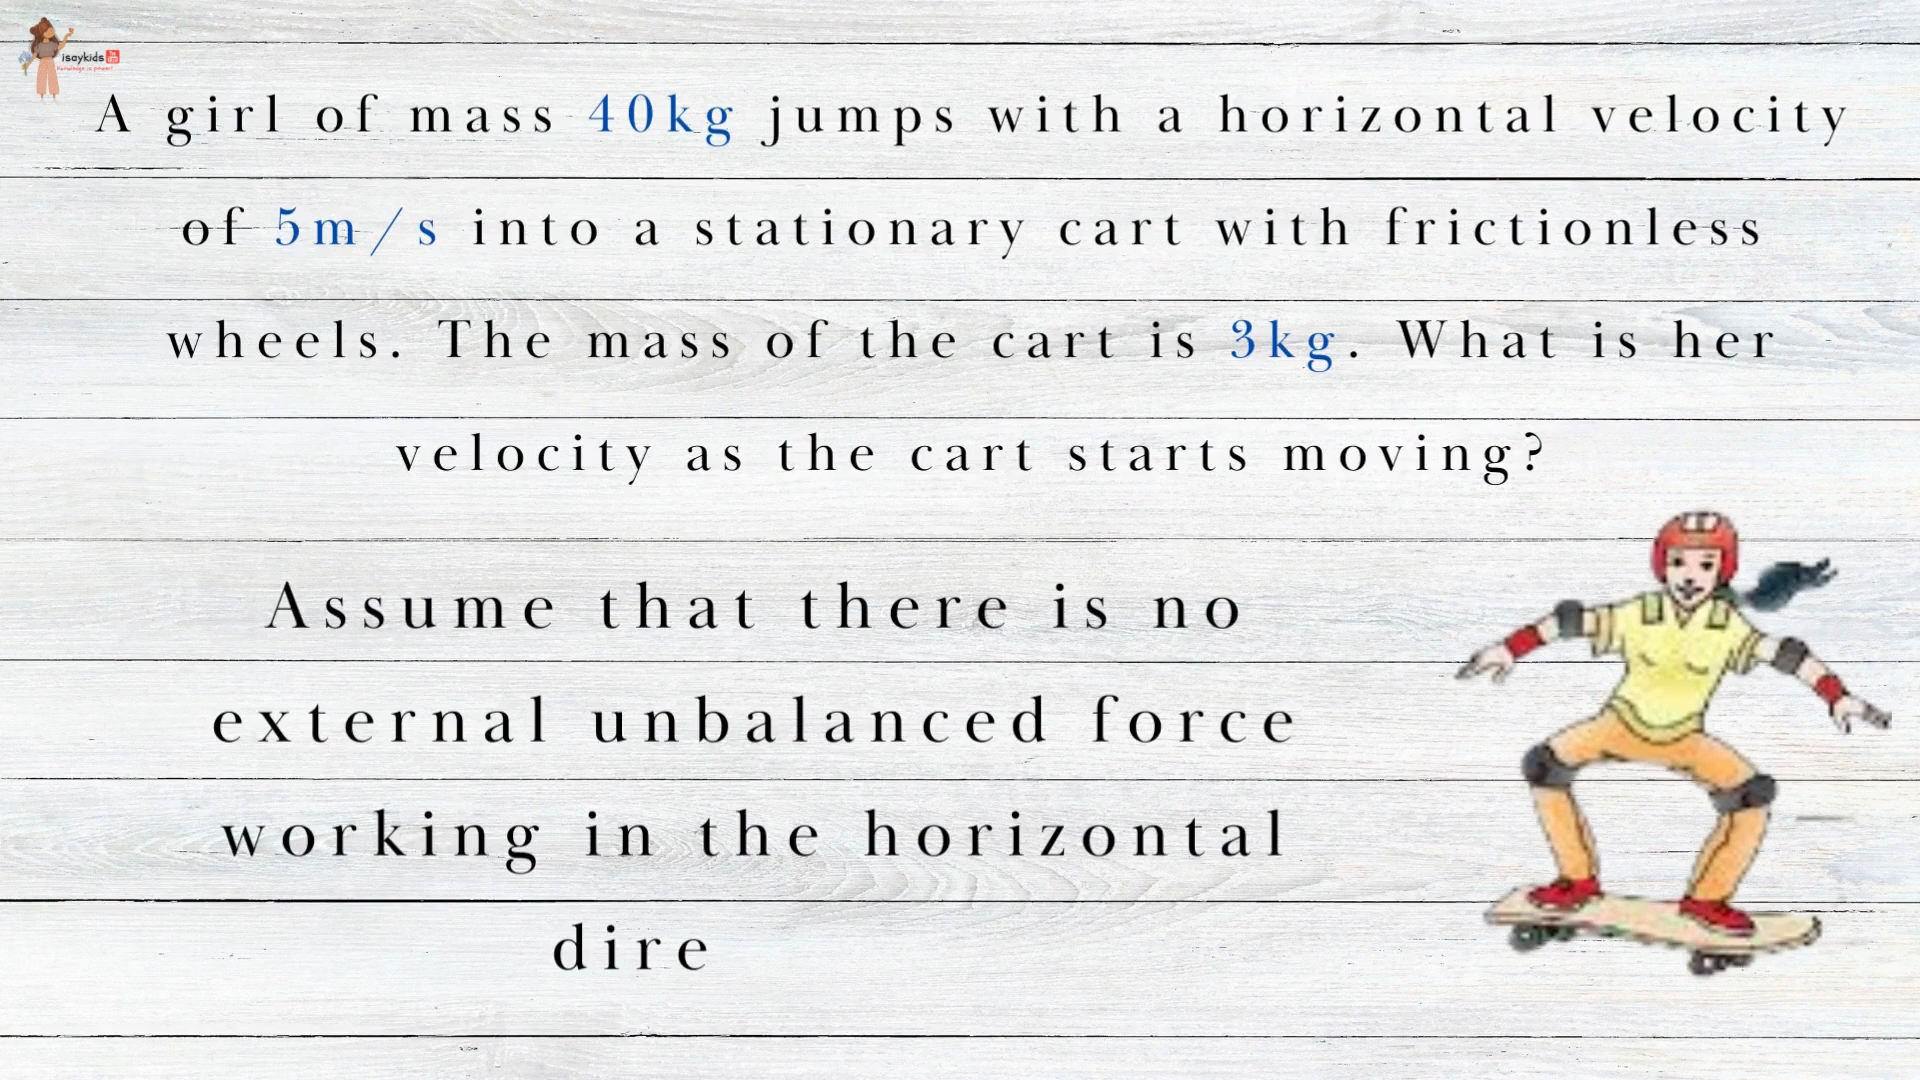 isaykids
A girl of mass 40kg jumps with a horizontal velocity
of 5m/s into a stationary cart with frictionless
wheels. The mass of the cart is 3kg. What is her
velocity as the cart starts moving?
Assume that there is no
external unbalanced force
working in the horizontal
dire